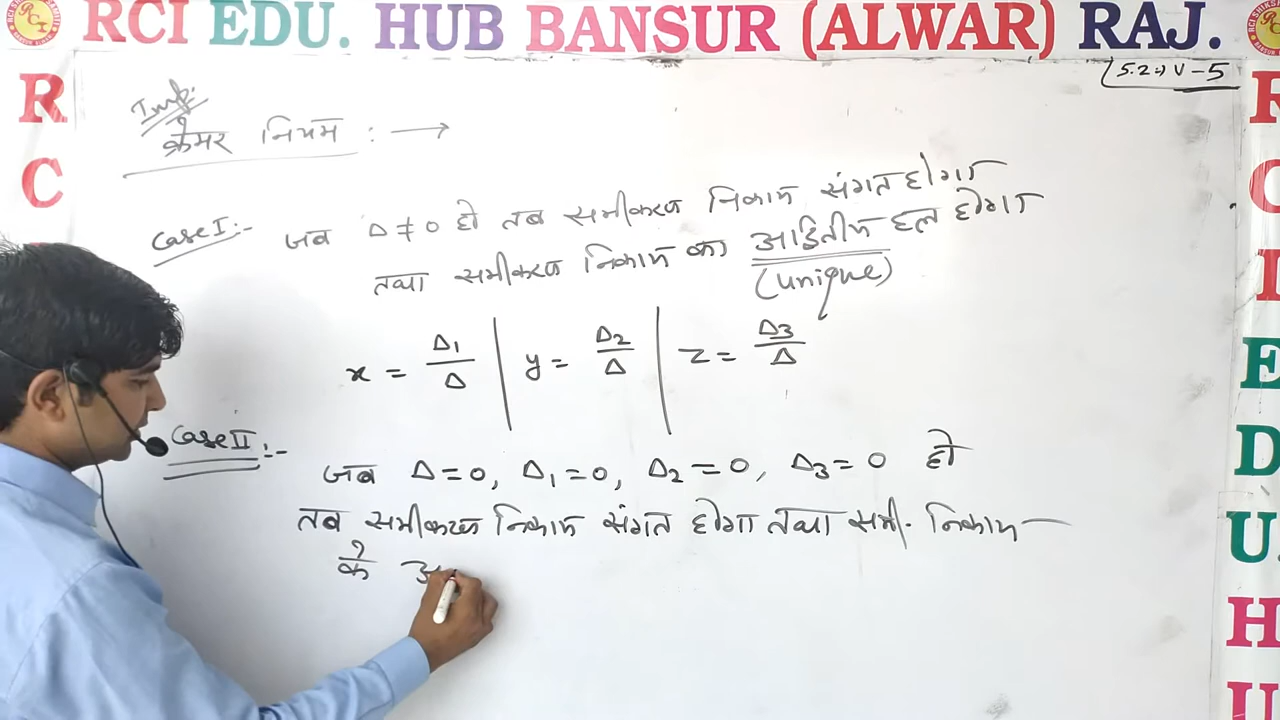 RCI EDU. HUB BANSUR (ALWAR) RAJ.
5.2 => V-5
Imp.
क्रेमर नियम : →
Case I :- जब Δ ≠ 0 हो तब समीकरण निकाय संगत होगा
तथा समीकरण निकाय का अद्वितीय हल होगा
(unique)
x = Δ1/Δ | y = Δ2/Δ | z = Δ3/Δ
Case II :-
जब Δ = 0, Δ1 = 0, Δ2 = 0, Δ3 = 0 हो
तब समीकरण निकाय संगत होगा तथा समी. निकाय
के अ
R
C
R
C
I
E
D
U.
H
U